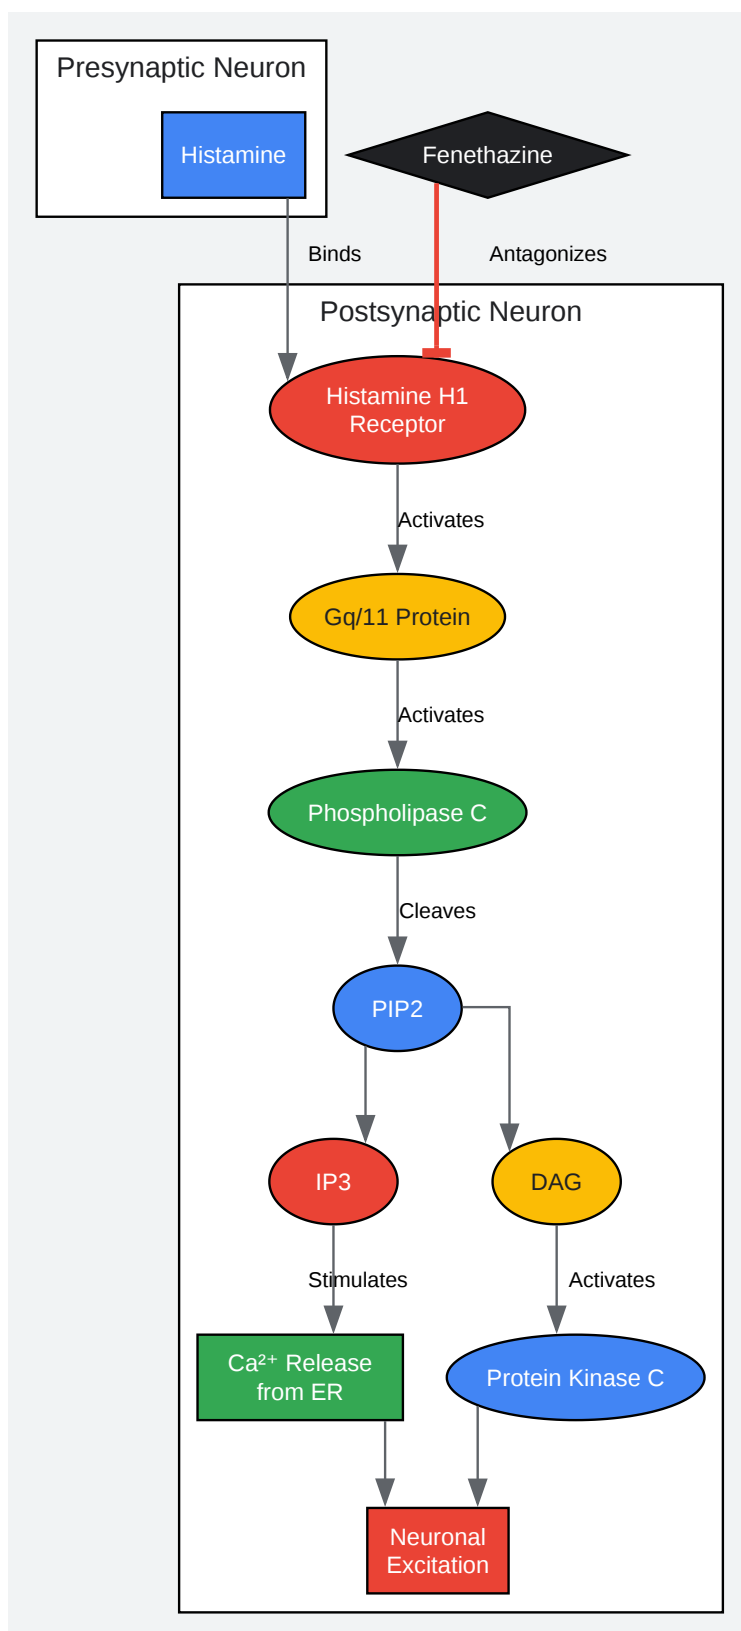 Presynaptic Neuron
Histamine
Fenethazine
Binds
Antagonizes
Postsynaptic Neuron
Histamine H1
Receptor
Activates
Gq/11 Protein
Activates
Phospholipase C
Cleaves
PIP2
IP3
DAG
Stimulates
Activates
Ca²⁺ Release
from ER
Protein Kinase C
Neuronal
Excitation